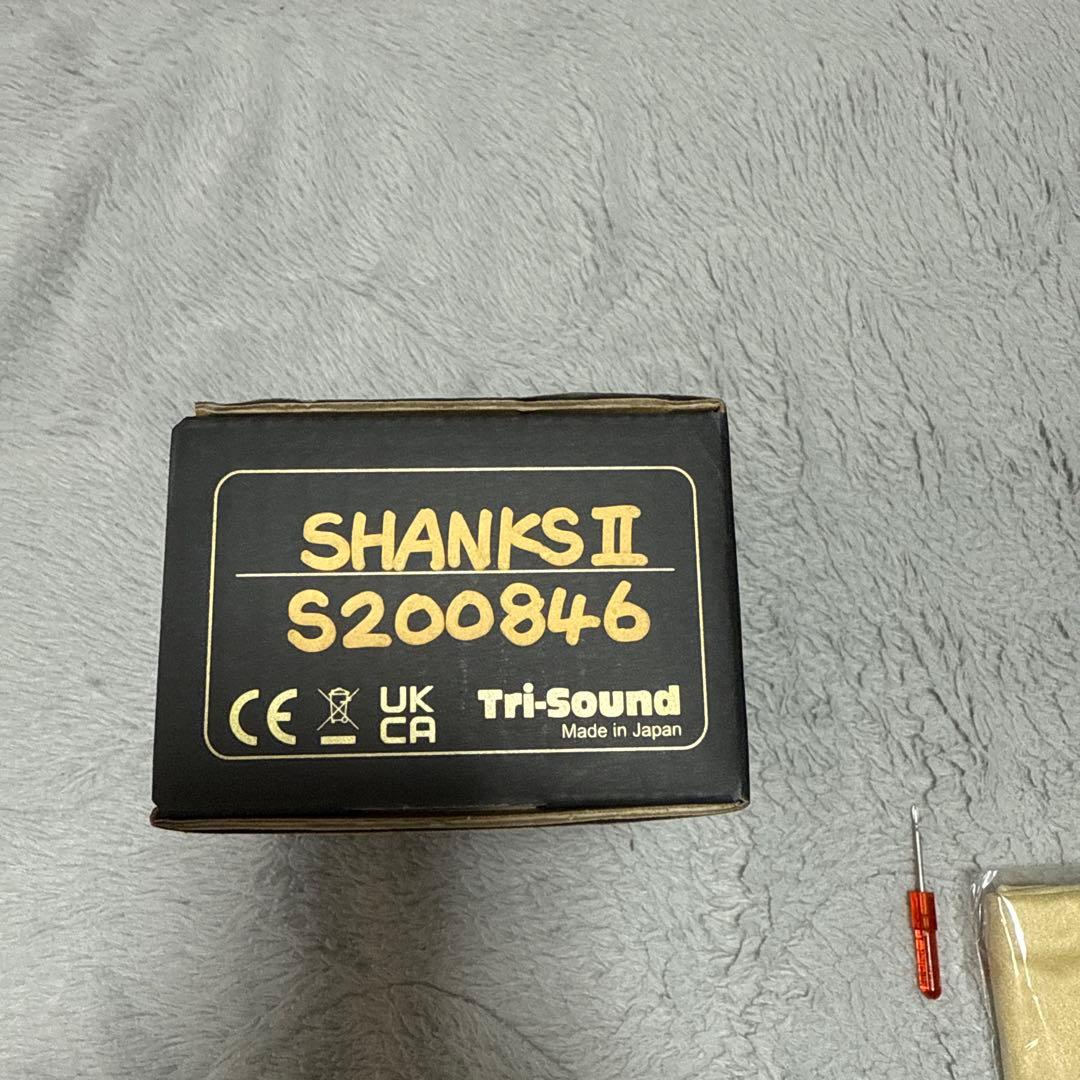 SHANKS II
S200846
CE
UK
CA
Tri-Sound
Made in Japan